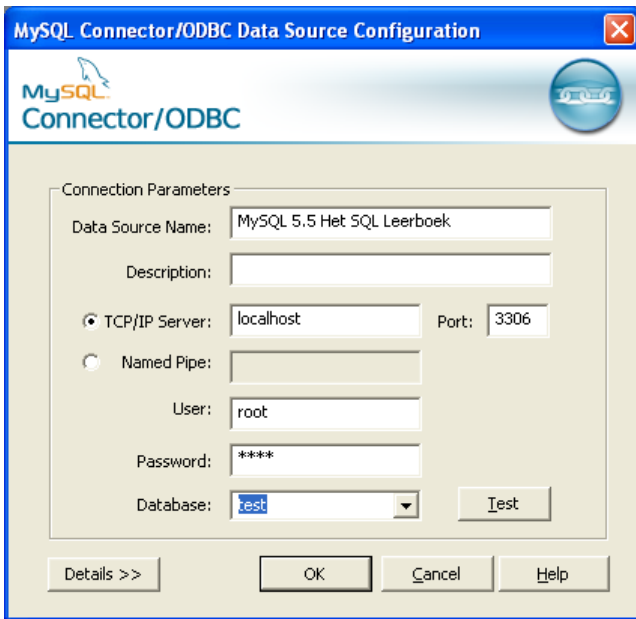 MySQL Connector/ODBC Data Source Configuration
MySQL
Connector/ODBC
Connection Parameters
Data Source Name: MySQL 5.5 Het SQL Leerboek
Description:
TCP/IP Server: localhost Port: 3306
Named Pipe:
User: root
Password: ****
Database: test Test
Details >> OK Cancel Help